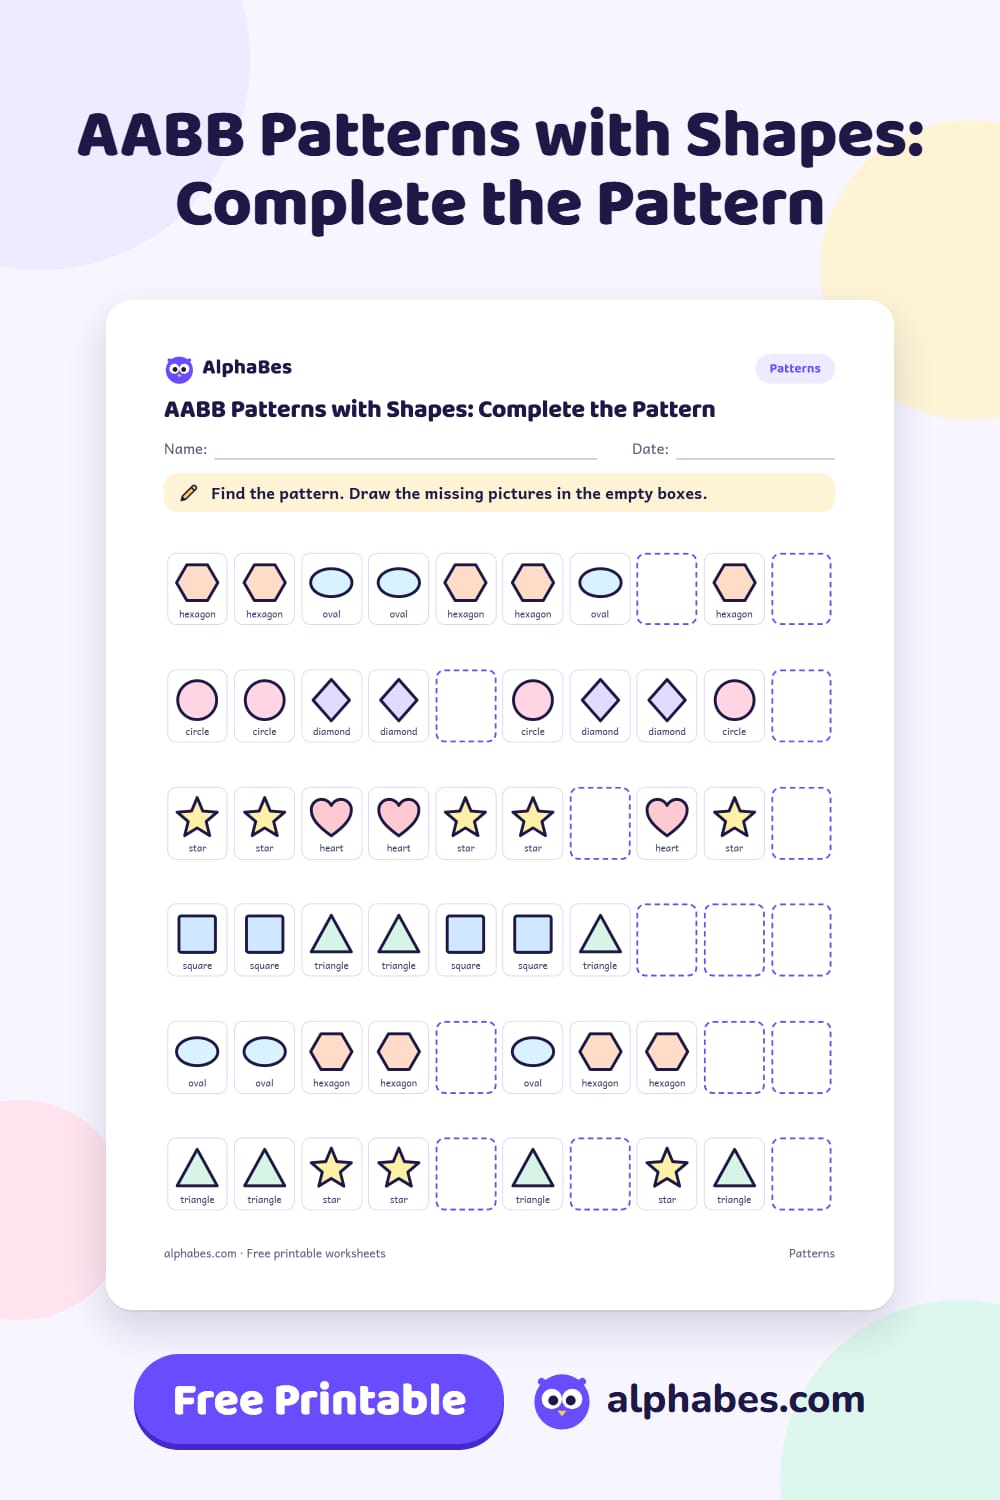 AABB Patterns with Shapes:
Complete the Pattern
AlphaBes
Patterns
AABB Patterns with Shapes: Complete the Pattern
Name:
Date:
Find the pattern. Draw the missing pictures in the empty boxes.
hexagon hexagon oval oval hexagon hexagon oval hexagon
circle circle diamond diamond circle diamond diamond circle
star star heart heart star star heart star
square square triangle triangle square square triangle
oval oval hexagon hexagon oval hexagon hexagon
triangle triangle star star triangle star triangle
alphabes.com · Free printable worksheets
Patterns
Free Printable
alphabes.com